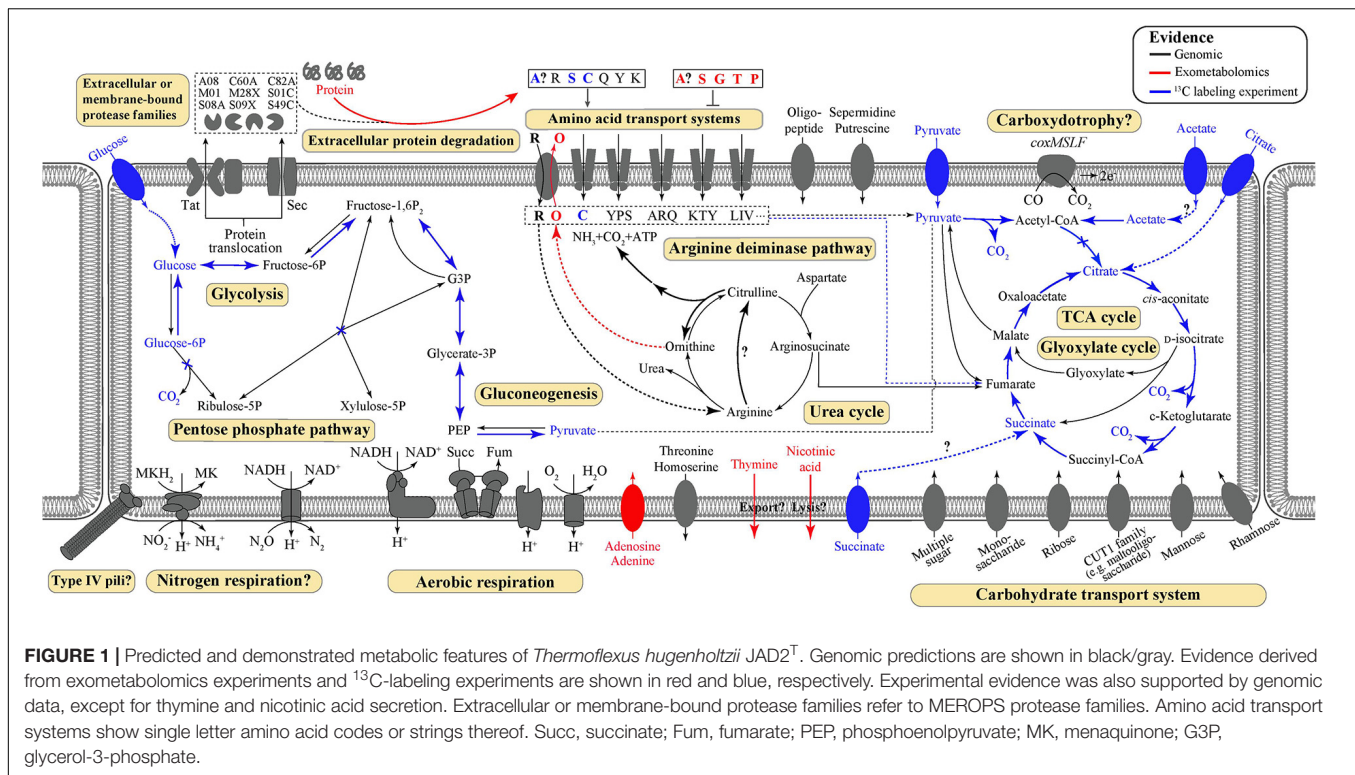 Evidence
Genomic
Exometabolomics
¹³C labeling experiment
Extracellular or
membrane-bound
protease families
A08 C60A C82A
M01 M28X S01C
S08A S09X S49C
Protein
Extracellular protein degradation
A? R S C Q Y K
A? S G T P
Amino acid transport systems
R O
Oligo-
peptide
Sepermidine
Putrescine
Pyruvate
Carboxydotrophy?
coxMSLF
CO CO₂
2e⁻
Acetate
Citrate
Glucose
Tat
Sec
Protein
translocation
Fructose-1,6P₂
Glucose
Fructose-6P
Glycolysis
G3P
Glucose-6P
CO₂
Ribulose-5P
Xylulose-5P
Glycerate-3P
Pentose phosphate pathway
Gluconeogenesis
PEP
Pyruvate
R O C YPS ARQ KTY LIV
NH₃+CO₂+ATP
Arginine deiminase pathway
Citrulline
Aspartate
Ornithine
Arginosucinate
Urea
?
Arginine
Urea cycle
Pyruvate
Acetyl-CoA
Acetate
?
CO₂
Citrate
Oxaloacetate
cis-aconitate
TCA cycle
Malate
D-isocitrate
Glyoxylate cycle
Glyoxylate
Fumarate
CO₂
c-Ketoglutarate
Succinate
CO₂
Succinyl-CoA
?
MKH₂
MK
NO₂⁻
H⁺
NH₄⁺
NADH
NAD⁺
N₂O
H⁺
N₂
NADH
NAD⁺
H⁺
Succ
Fum
H⁺
O₂
H₂O
H⁺
Adenosine
Adenine
Thronine
Homoserine
Thymine
Nicotinic
acid
Export? Lysis?
Succinate
Multiple
sugar
Mono-
saccharide
Ribose
CUT1 family
(e.g. maltooligo-
saccharide)
Mannose
Rhamnose
Type IV pili?
Nitrogen respiration?
Aerobic respiration
Carbohydrate transport system
FIGURE 1 | Predicted and demonstrated metabolic features of Thermoflexus hugenholtzii JAD2ᵀ. Genomic predictions are shown in black/gray. Evidence derived
from exometabolomics experiments and ¹³C-labeling experiments are shown in red and blue, respectively. Experimental evidence was also supported by genomic
data, except for thymine and nicotinic acid secretion. Extracellular or membrane-bound protease families refer to MEROPS protease families. Amino acid transport
systems show single letter amino acid codes or strings thereof. Succ, succinate; Fum, fumarate; PEP, phosphoenolpyruvate; MK, menaquinone; G3P,
glycerol-3-phosphate.